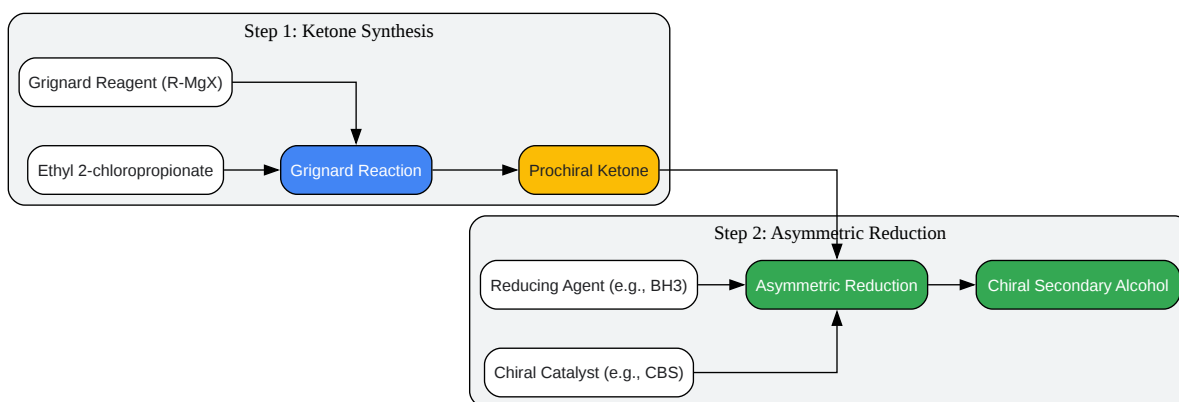 Step 1: Ketone Synthesis
Grignard Reagent (R-MgX)
Ethyl 2-chloropropionate
Grignard Reaction
Prochiral Ketone
Step 2: Asymmetric Reduction
Reducing Agent (e.g., BH3)
Asymmetric Reduction
Chiral Secondary Alcohol
Chiral Catalyst (e.g., CBS)